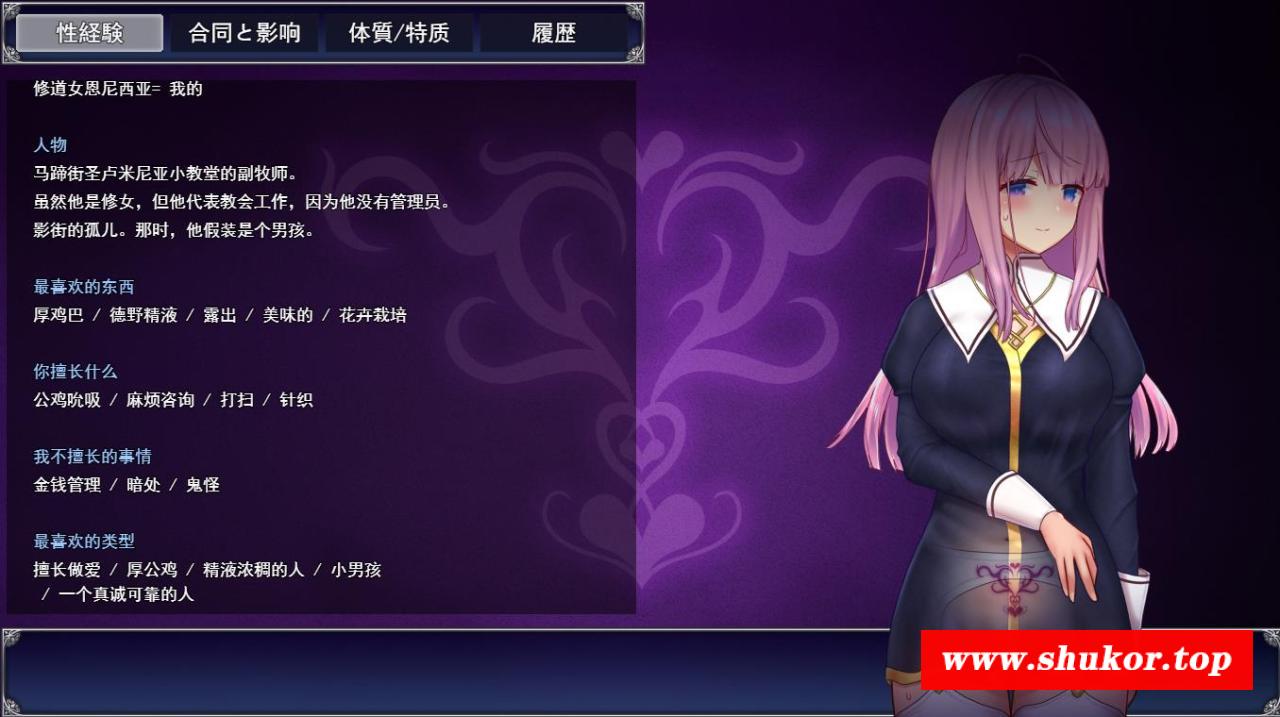 性経験
合同と影响
体質/特质
履歴
修道女恩尼西亚= 我的
人物
马蹄街圣卢米尼亚小教堂的副牧师。
虽然他是修女，但他代表教会工作，因为他没有管理员。
影街的孤儿。那时，他假装是个男孩。
最喜欢的东西
厚鸡巴 / 德野精液 / 露出 / 美味的 / 花卉栽培
你擅长什么
公鸡吮吸 / 麻烦咨询 / 打扫 / 针织
我不擅长的事情
金钱管理 / 暗处 / 鬼怪
最喜欢的类型
擅长做爱 / 厚公鸡 / 精液浓稠的人 / 小男孩
/ 一个真诚可靠的人
www.shukor.top